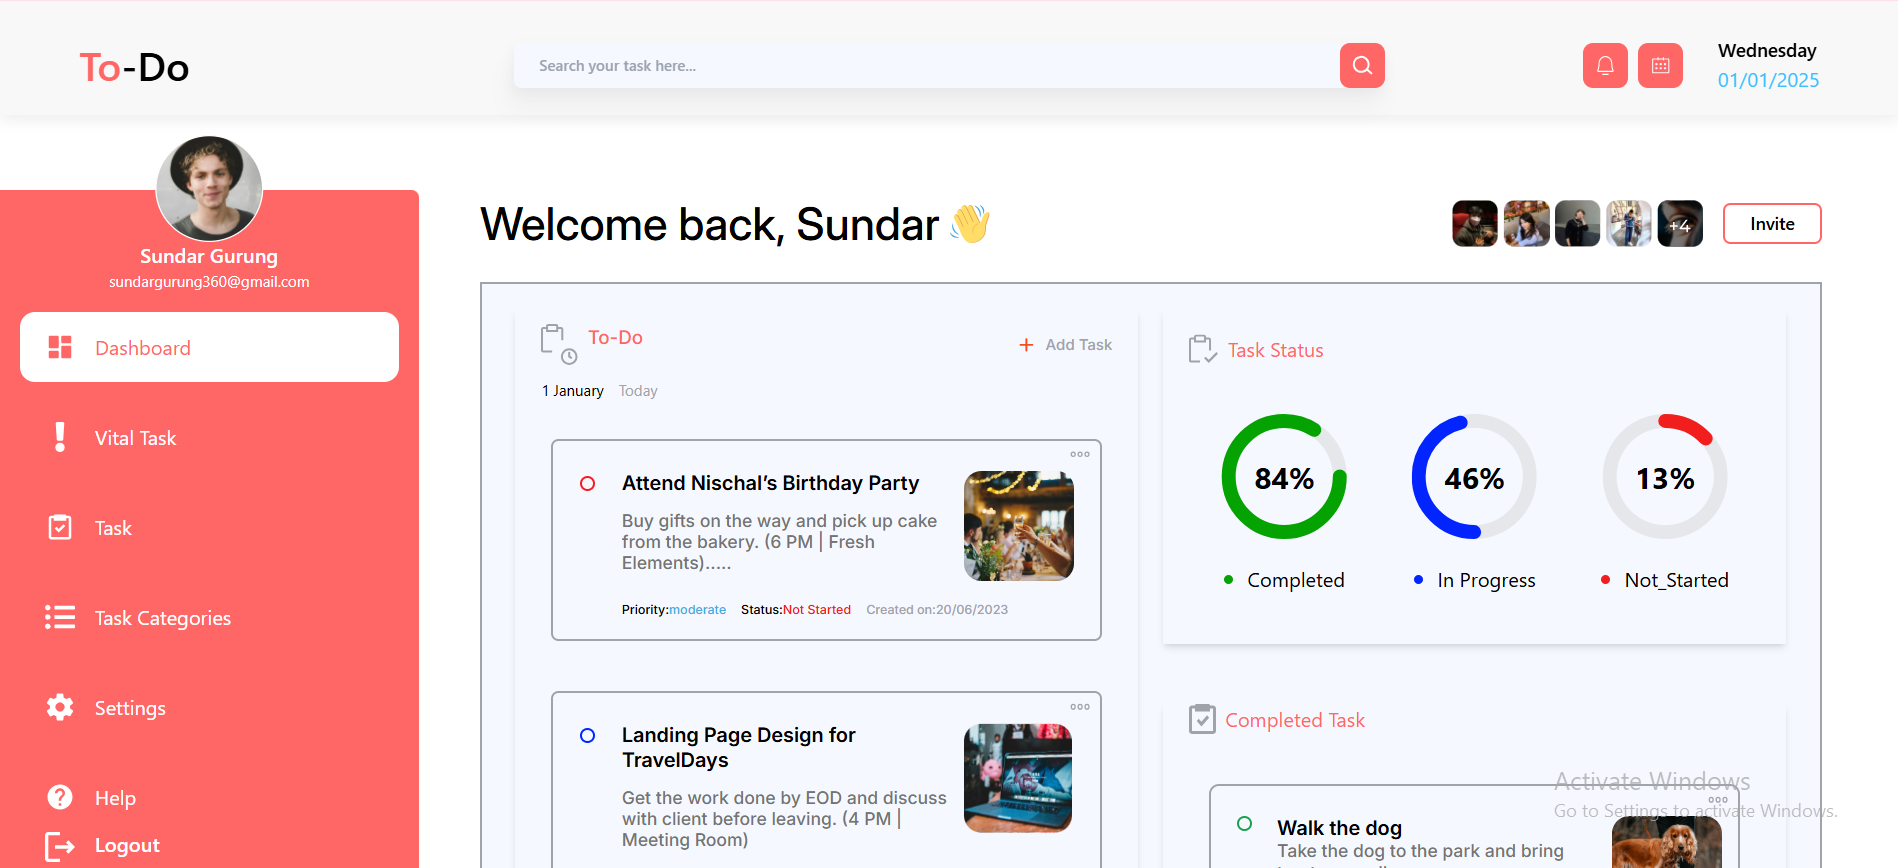 To-Do
Search your task here...
Wednesday
01/01/2025
Sundar Gurung
sundargurung360@gmail.com
Dashboard
Vital Task
Task
Task Categories
Settings
Help
Logout
Welcome back, Sundar 👋
+4
Invite
To-Do
+ Add Task
1 January Today
Attend Nischal’s Birthday Party
Buy gifts on the way and pick up cake
from the bakery. (6 PM | Fresh
Elements).....
Priority:moderate Status:Not Started Created on:20/06/2023
Landing Page Design for
TravelDays
Get the work done by EOD and discuss
with client before leaving. (4 PM |
Meeting Room)
Task Status
84% 46% 13%
Completed In Progress Not_Started
Completed Task
Walk the dog
Take the dog to the park and bring
Activate Windows
Go to Settings to activate Windows.